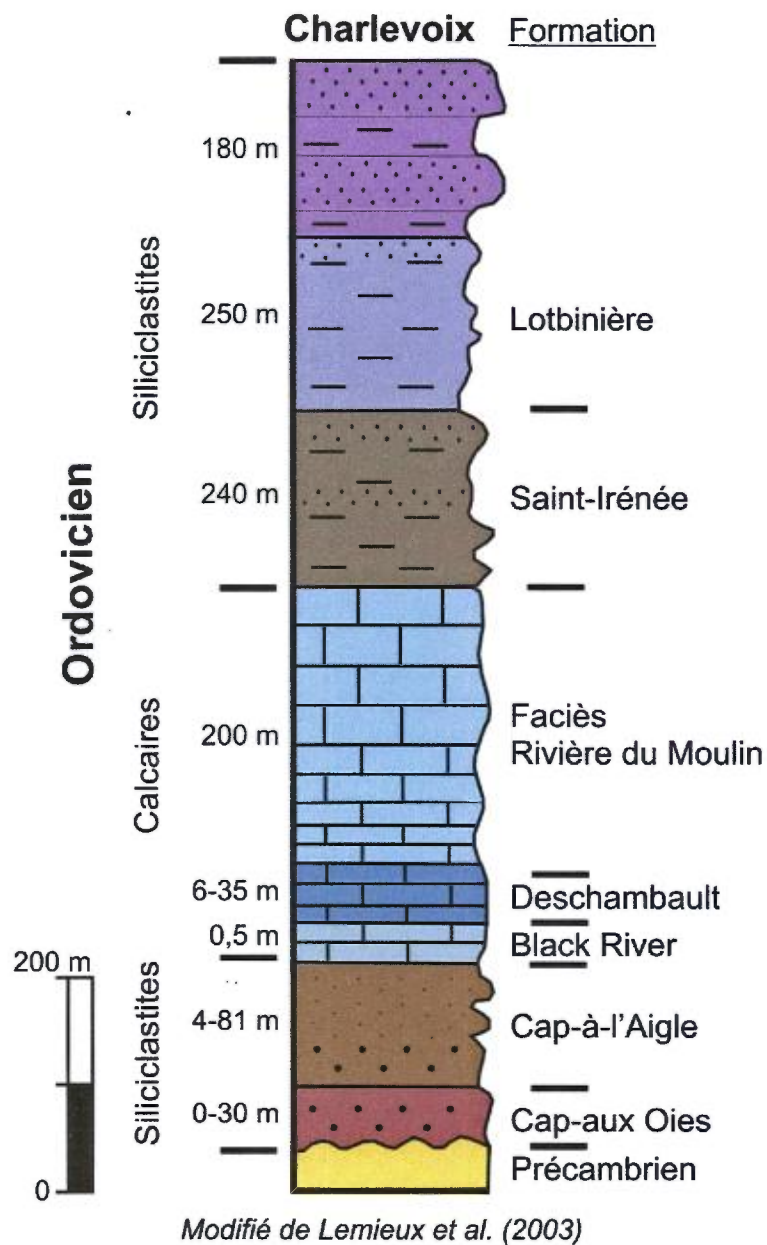 Charlevoix Formation
180 m
250 m
Lotbinière
Siliciclastites
240 m
Saint-Irénée
Ordovicien
200 m
Faciès
Rivière du Moulin
Calcaires
6-35 m
Deschambault
0,5 m
Black River
200 m
4-81 m
Cap-à-l'Aigle
Siliciclastites
0-30 m
Cap-aux Oies
Précambrien
0
Modifié de Lemieux et al. (2003)